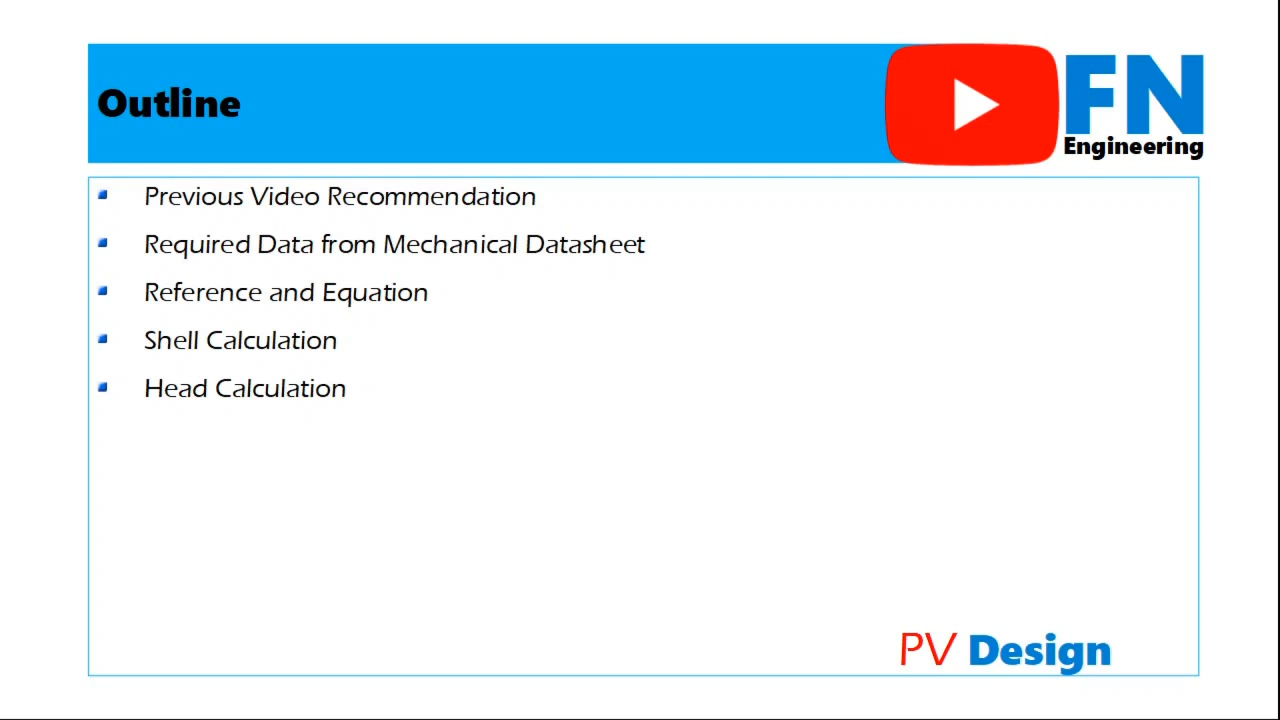 Outline
FN
Engineering
Previous Video Recommendation
Required Data from Mechanical Datasheet
Reference and Equation
Shell Calculation
Head Calculation
PV Design